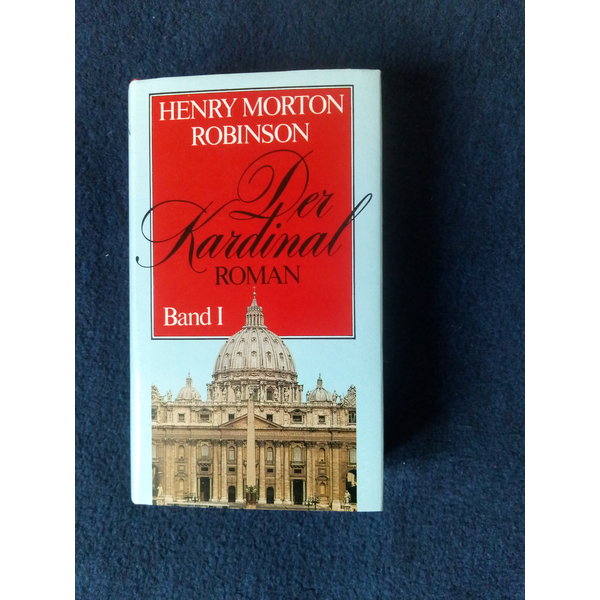 HENRY MORTON
ROBINSON
Der
Kardinal
ROMAN
Band I